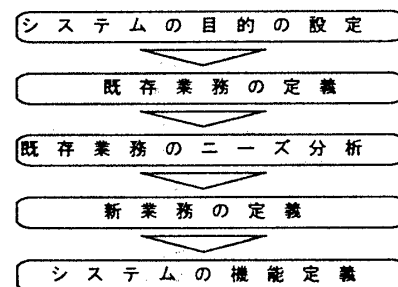 システムの目的の設定
既存業務の定義
既存業務のニーズ分析
新業務の定義
システムの機能定義